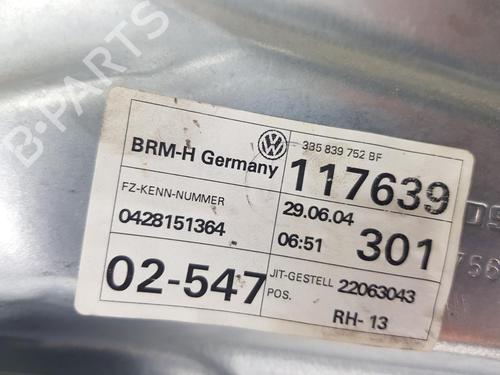 BRM-H Germany
3B5 839 752 BF
117639
FZ-KENN-NUMMER
0428151364
29.06.04
06:51
301
02-547
JIT-GESTELL
POS.
22063043
RH- 13
B-PARTS